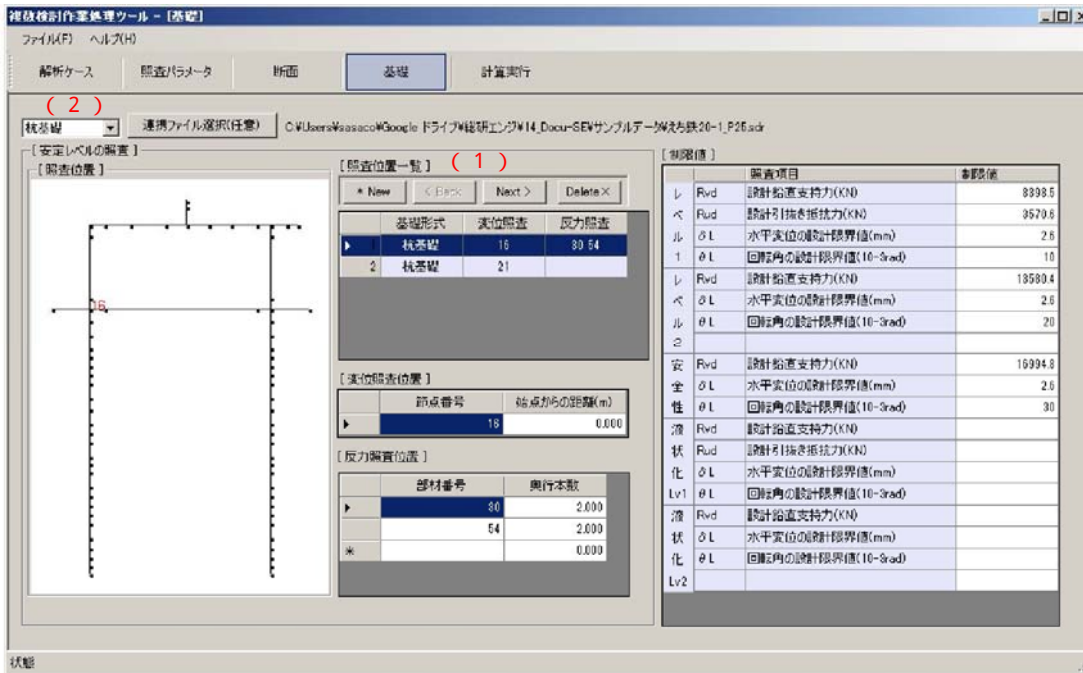 複数検討作業処理ツール - [基礎]
ファイル(F) ヘルプ(H)
解析ケース 照査パラメータ 断面 基礎 計算実行
( 2 )
杭基礎 連携ファイル選択(任意) C:¥Users¥sasaco¥Google ドライブ¥総研エンジ¥14_Docu-SE¥サンプルデータ¥えち鉄20-1_P25.sdr
[ 安定レベルの照査 ]
[ 照査位置 ]
16
[ 照査位置一覧 ] ( 1 )
* New < Back Next > Delete ×
基礎形式 変位照査 反力照査
1 杭基礎 16 80 54
2 杭基礎 21
[ 変位照査位置 ]
節点番号 始点からの距離(m)
16 0.000
[ 反力照査位置 ]
部材番号 奥行本数
80 2.000
54 2.000
* 0.000
[ 制限値 ]
照査項目 制限値
レ Rvd 設計鉛直支持力(KN) 8398.5
ベ Rud 設計引抜き抵抗力(KN) 3570.6
ル δL 水平変位の設計限界値(mm) 2.6
1 θL 回転角の設計限界値(10-3rad) 10
レ Rvd 設計鉛直支持力(KN) 13580.4
ベ δL 水平変位の設計限界値(mm) 2.6
ル θL 回転角の設計限界値(10-3rad) 20
2
安 Rvd 設計鉛直支持力(KN) 16994.8
全 δL 水平変位の設計限界値(mm) 2.6
性 θL 回転角の設計限界値(10-3rad) 30
液 Rvd 設計鉛直支持力(KN)
状 Rud 設計引抜き抵抗力(KN)
化 δL 水平変位の設計限界値(mm)
Lv1 θL 回転角の設計限界値(10-3rad)
液 Rvd 設計鉛直支持力(KN)
状 δL 水平変位の設計限界値(mm)
化 θL 回転角の設計限界値(10-3rad)
Lv2
状態